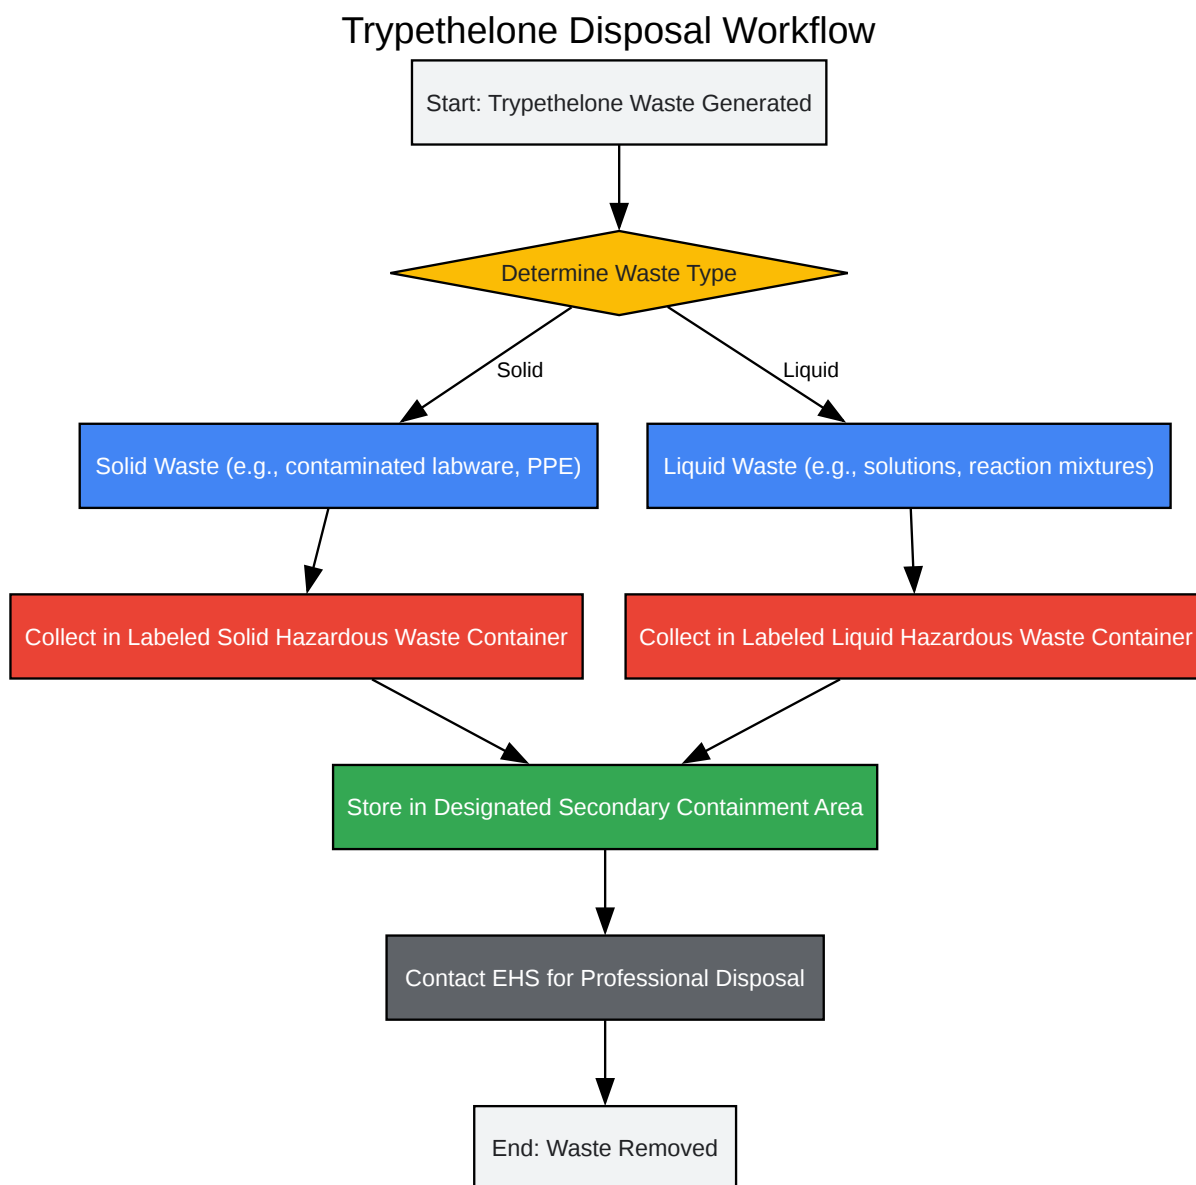 Trypethelone Disposal Workflow
Start: Trypethelone Waste Generated
Determine Waste Type
Solid
Liquid
Solid Waste (e.g., contaminated labware, PPE)
Liquid Waste (e.g., solutions, reaction mixtures)
Collect in Labeled Solid Hazardous Waste Container
Collect in Labeled Liquid Hazardous Waste Container
Store in Designated Secondary Containment Area
Contact EHS for Professional Disposal
End: Waste Removed